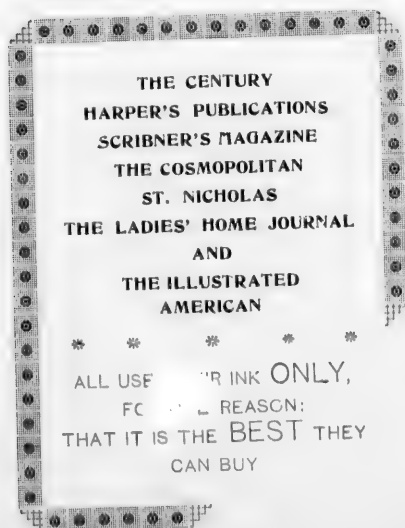 THE CENTURY
HARPER'S PUBLICATIONS
SCRIBNER'S MAGAZINE
THE COSMOPOLITAN
ST. NICHOLAS
THE LADIES' HOME JOURNAL
AND
THE ILLUSTRATED
AMERICAN
ALL USE INK ONLY,
REASON:
THAT IT IS THE BEST THEY
CAN BUY